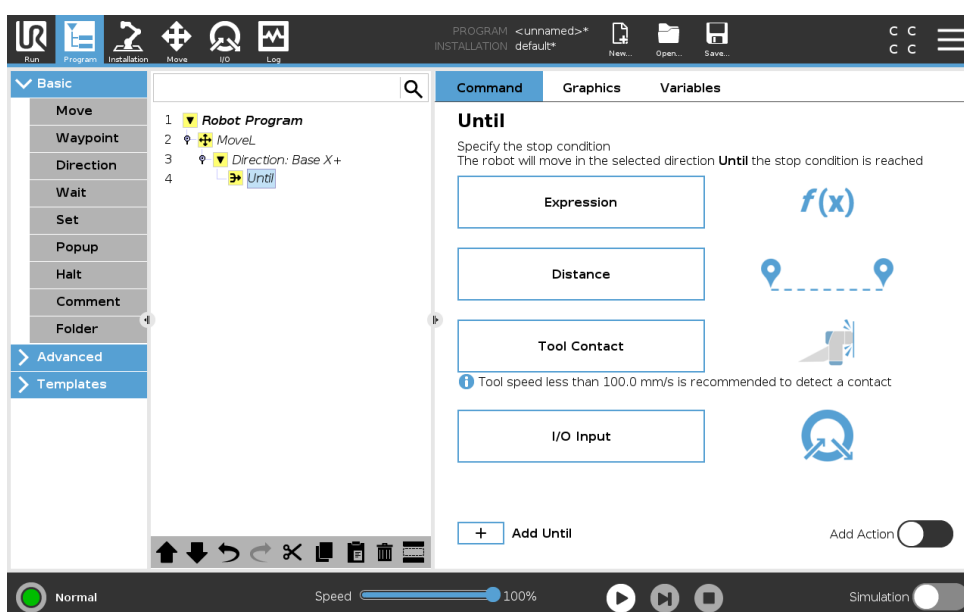 PROGRAM <unnamed>*
INSTALLATION default*
UR
Run
Program
Installation
Move
I/O
Log
New...
Open...
Save...
C C
C C
Basic
Move
Waypoint
Direction
Wait
Set
Popup
Halt
Comment
Folder
Advanced
Templates
1 Robot Program
2 MoveL
3 Direction: Base X+
4 Until
Command Graphics Variables
Until
Specify the stop condition
The robot will move in the selected direction Until the stop condition is reached
Expression
f(x)
Distance
Tool Contact
Tool speed less than 100.0 mm/s is recommended to detect a contact
I/O Input
+ Add Until
Add Action
Normal
Speed 100%
Simulation